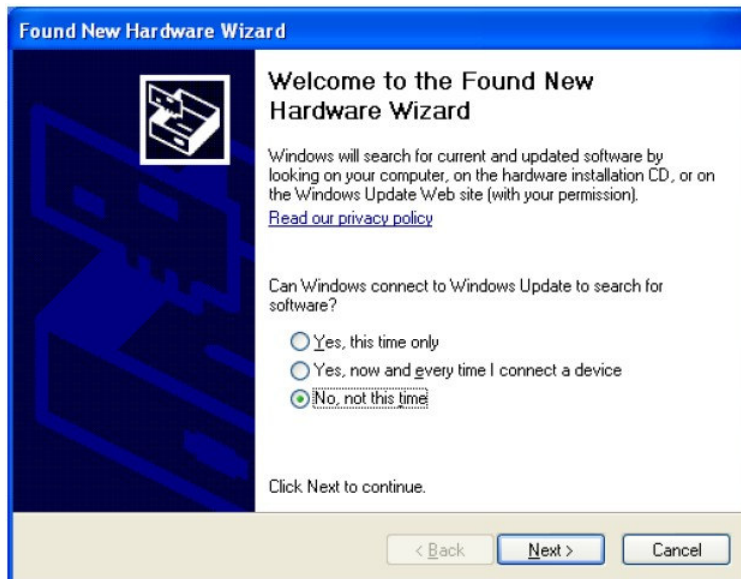 Found New Hardware Wizard
Welcome to the Found New
Hardware Wizard
Windows will search for current and updated software by
looking on your computer, on the hardware installation CD, or on
the Windows Update Web site (with your permission).
Read our privacy policy
Can Windows connect to Windows Update to search for
software?
Yes, this time only
Yes, now and every time I connect a device
No, not this time
Click Next to continue.
< Back Next > Cancel